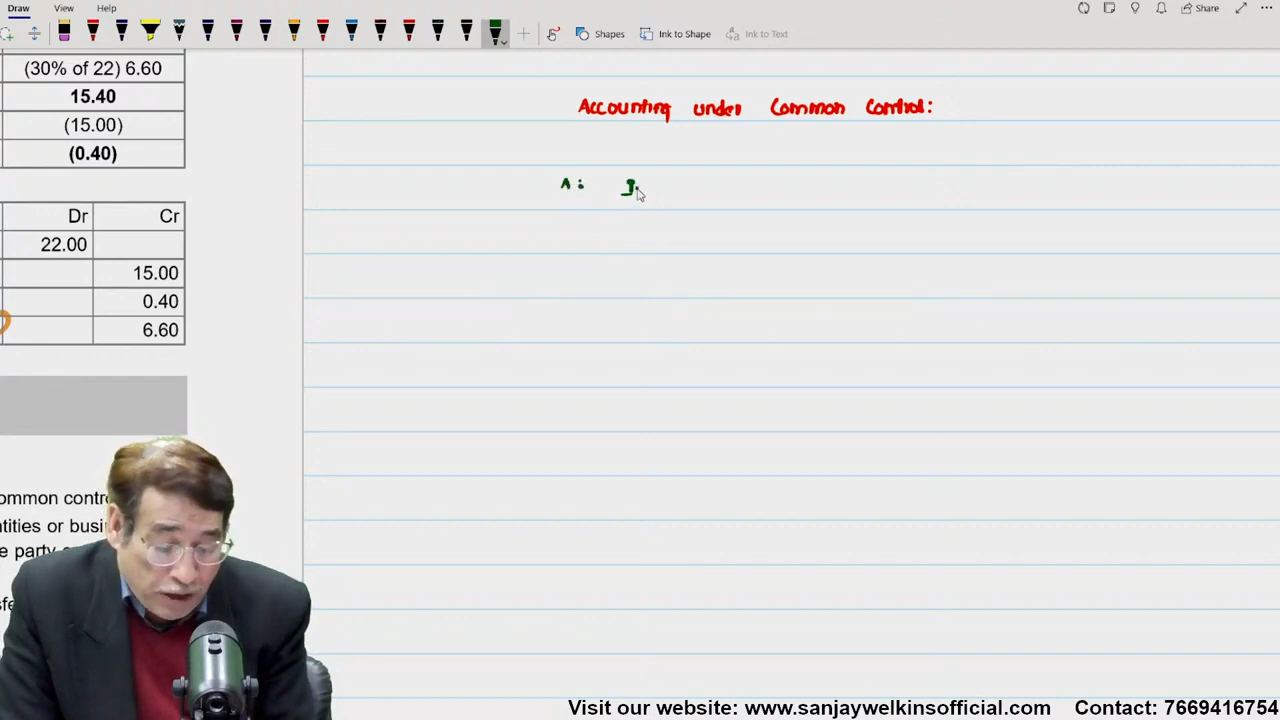 Draw View Help Share
Shapes Ink to Shape Ink to Text
(30% of 22) 6.60
15.40
(15.00)
(0.40)
Dr Cr
22.00
15.00
0.40
6.60
Accounting under Common Control:
A:
ommon contr
ntities or busi
e party
sfe
Visit our website: www.sanjaywelkinsofficial.com Contact: 7669416754